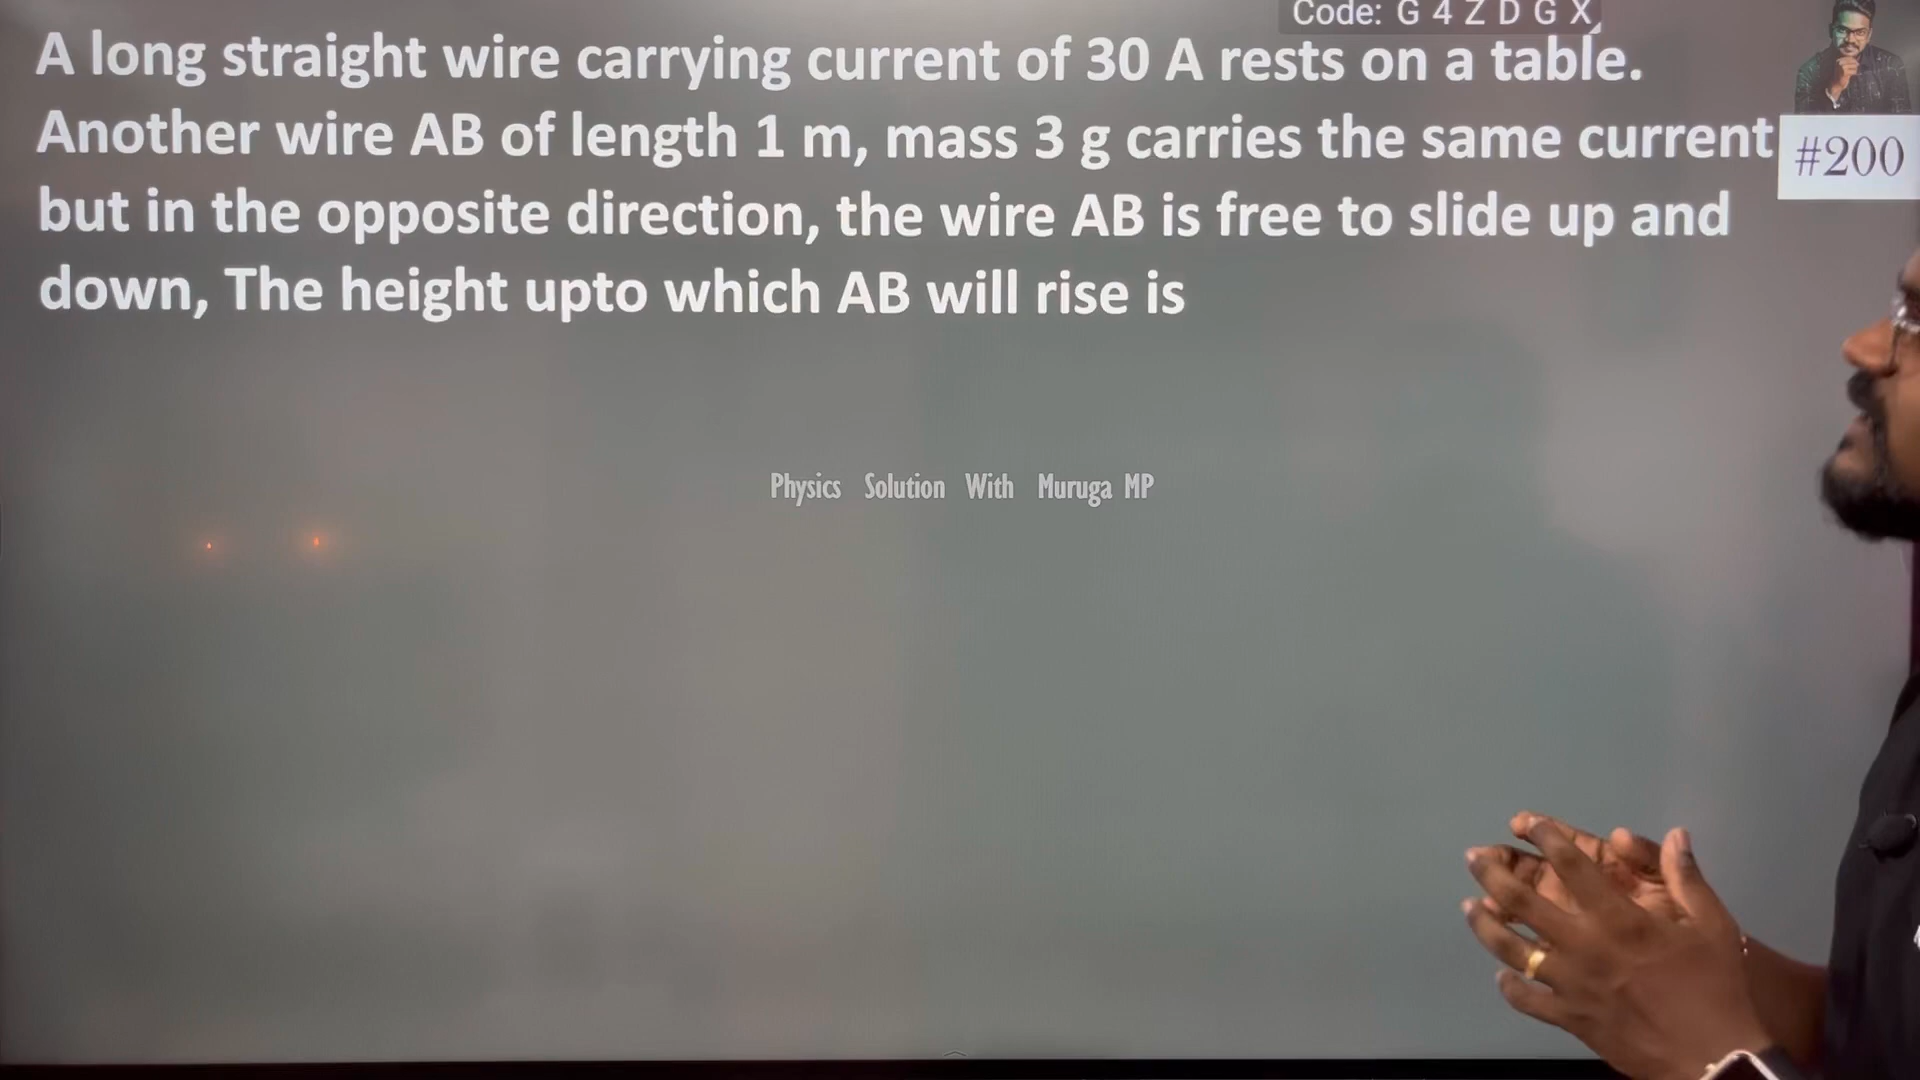 Code: G 4 Z D G X
A long straight wire carrying current of 30 A rests on a table.
Another wire AB of length 1 m, mass 3 g carries the same current
#200
but in the opposite direction, the wire AB is free to slide up and
down, The height upto which AB will rise is
Physics Solution With Muruga MP